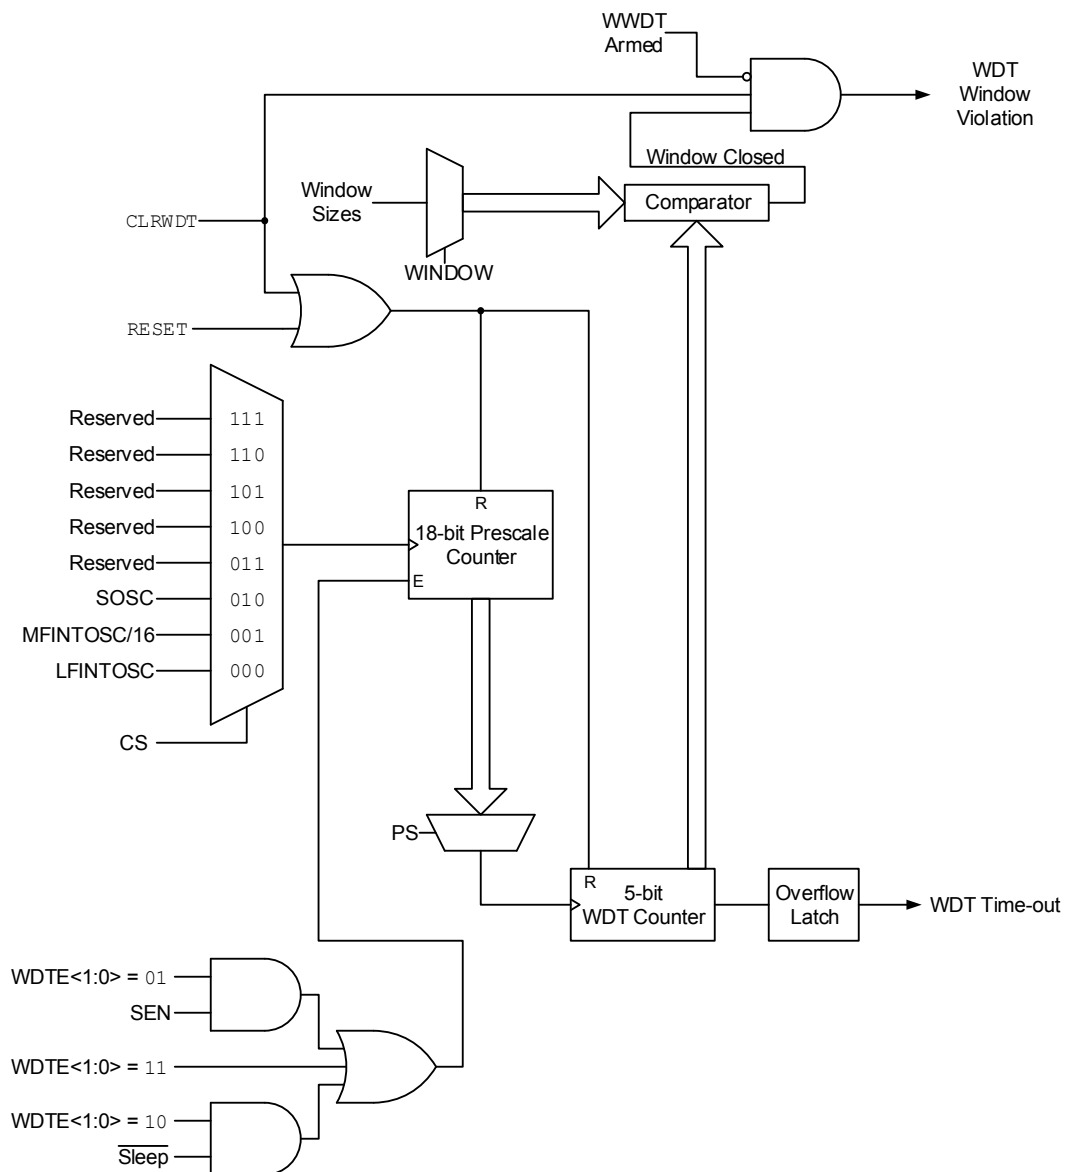 WWDT
Armed
WDT
Window
Violation
Window Closed
Window
Sizes
Comparator
CLRWDT
WINDOW
RESET
Reserved 111
Reserved 110
Reserved 101
Reserved 100
Reserved 011
SOSC 010
MFINTOSC/16 001
LFINTOSC 000
CS
R
18-bit Prescale
Counter
E
PS
R
5-bit
WDT Counter
Overflow
Latch
WDT Time-out
WDTE<1:0> = 01
SEN
WDTE<1:0> = 11
WDTE<1:0> = 10
Sleep